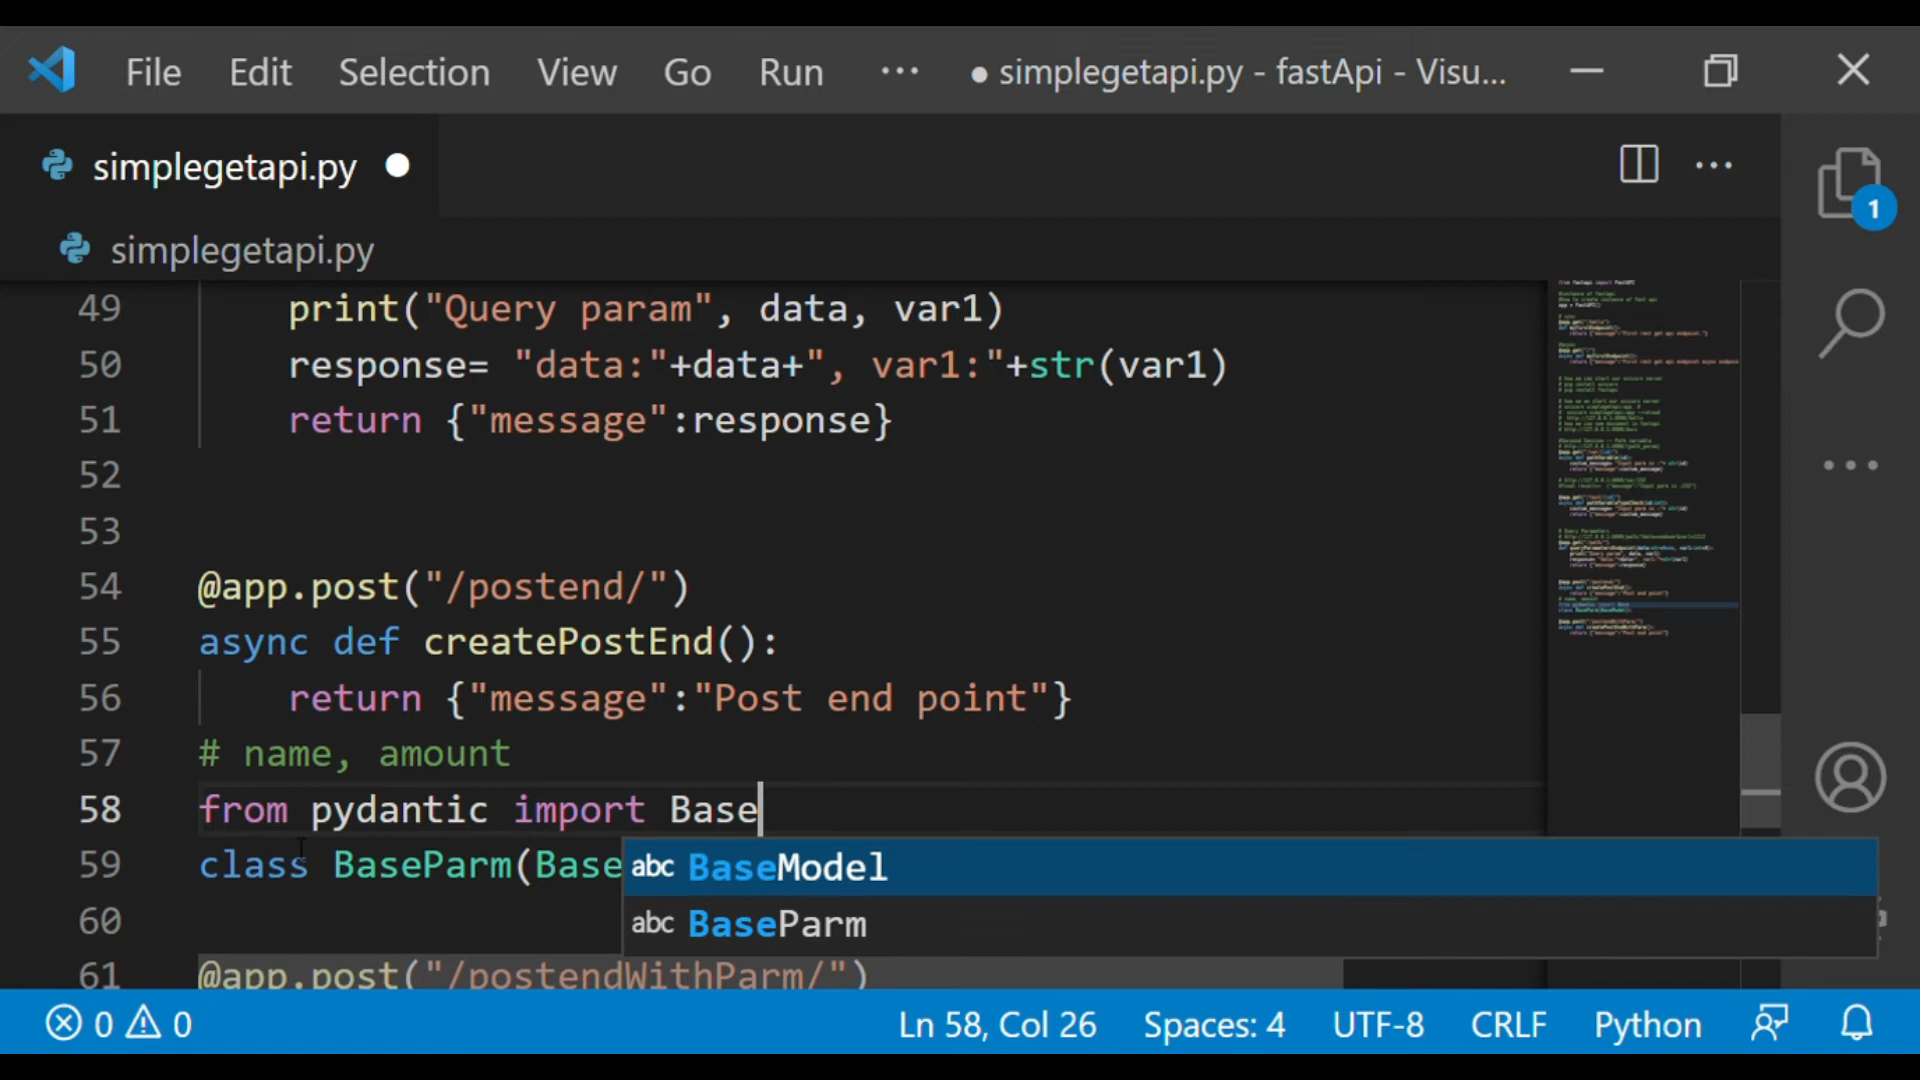 File Edit Selection View Go Run ··· ● simplegetapi.py - fastApi - Visu...
simplegetapi.py ●
simplegetapi.py
1
49 print("Query param", data, var1)
50 response= "data:"+data+", var1:"+str(var1)
51 return {"message":response}
52
53
54 @app.post("/postend/")
55 async def createPostEnd():
56 return {"message":"Post end point"}
57 # name, amount
58 from pydantic import Base
59 class BaseParm(Base
abc BaseModel
60
abc BaseParm
61 @app.post("/postendWithParm/")
0 0 Ln 58, Col 26 Spaces: 4 UTF-8 CRLF Python